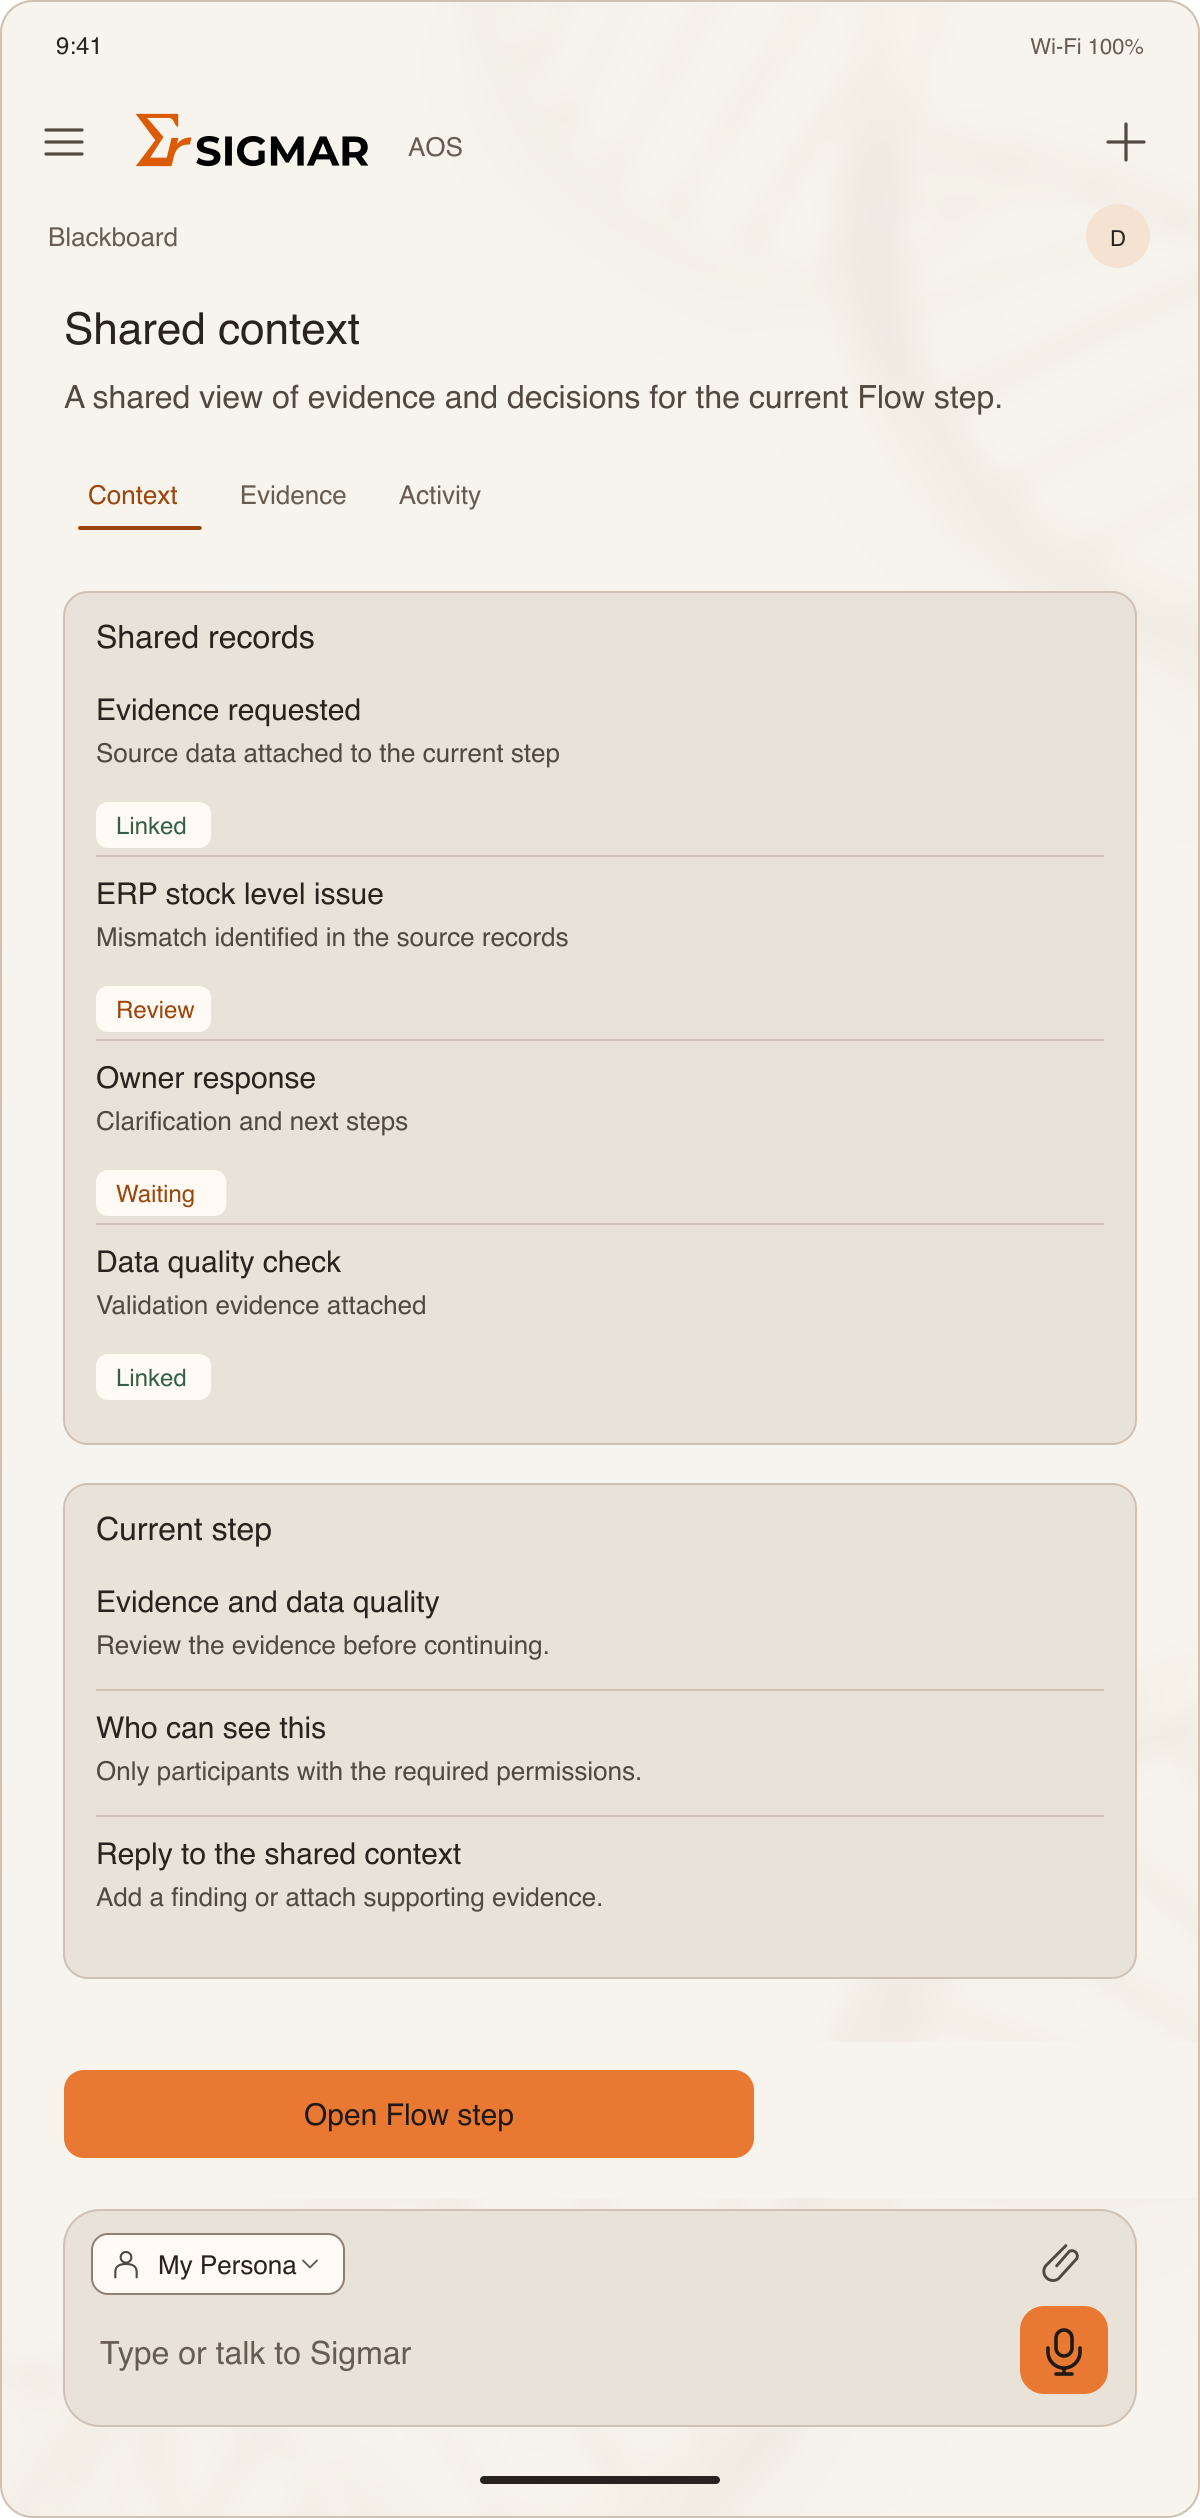 9:41
Wi-Fi 100%
Σr SIGMAR AOS
Blackboard
D
Shared context
A shared view of evidence and decisions for the current Flow step.
Context Evidence Activity
Shared records
Evidence requested
Source data attached to the current step
Linked
ERP stock level issue
Mismatch identified in the source records
Review
Owner response
Clarification and next steps
Waiting
Data quality check
Validation evidence attached
Linked
Current step
Evidence and data quality
Review the evidence before continuing.
Who can see this
Only participants with the required permissions.
Reply to the shared context
Add a finding or attach supporting evidence.
Open Flow step
My Persona
Type or talk to Sigmar